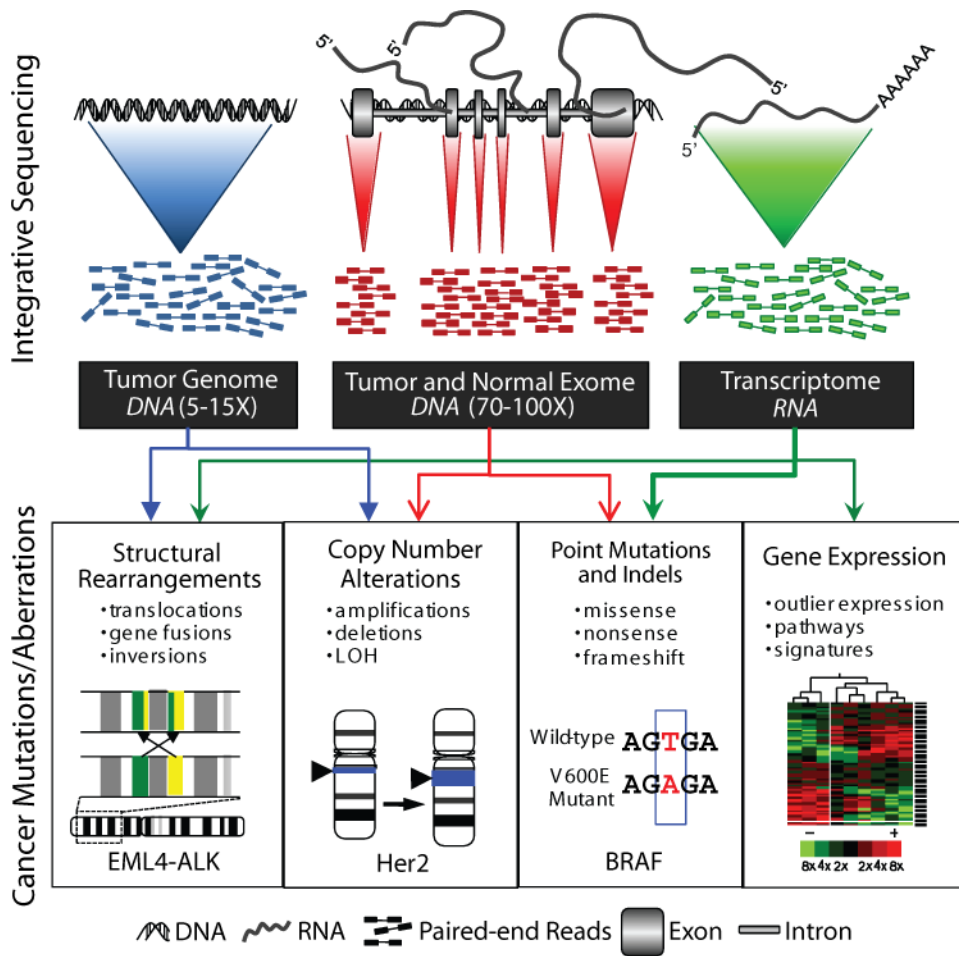 Integrative Sequencing
5'
5'
5'
5'
AAAAAA
Tumor Genome
DNA (5-15X)
Tumor and Normal Exome
DNA (70-100X)
Transcriptome
RNA
Cancer Mutations/Aberrations
Structural
Rearrangements
•translocations
•gene fusions
•inversions
EML4-ALK
Copy Number
Alterations
•amplifications
•deletions
•LOH
Her2
Point Mutations
and Indels
•missense
•nonsense
•frameshift
Wild-type AGTGA
V600E
Mutant AGAGA
BRAF
Gene Expression
•outlier expression
•pathways
•signatures
– +
8x 4x 2x 2x 4x 8x
DNA RNA Paired-end Reads Exon Intron